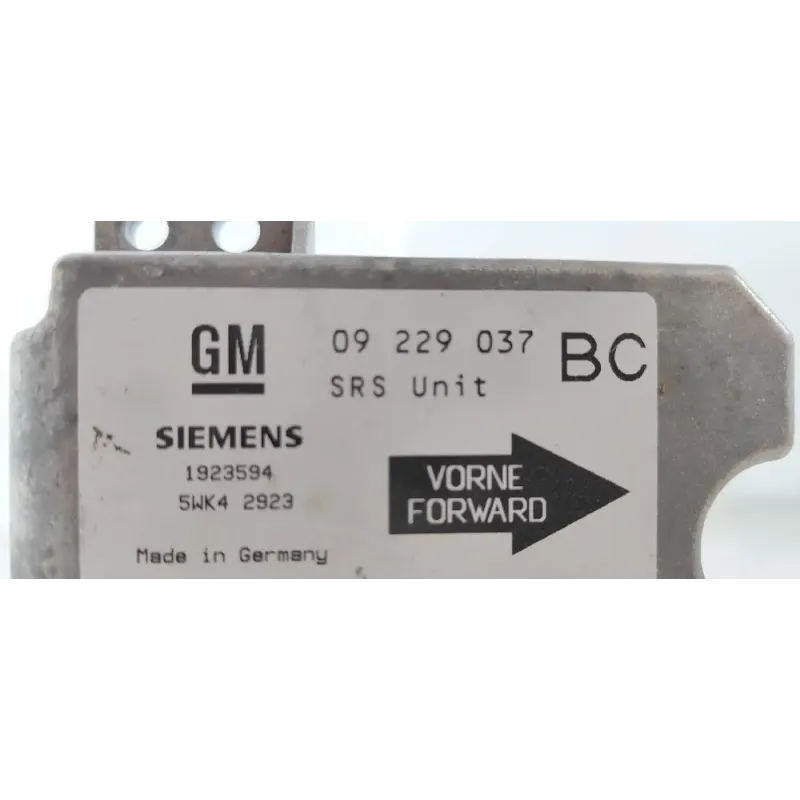 GM
09 229 037 BC
SRS Unit
SIEMENS
1923594
5WK4 2923
VORNE
FORWARD
Made in Germany